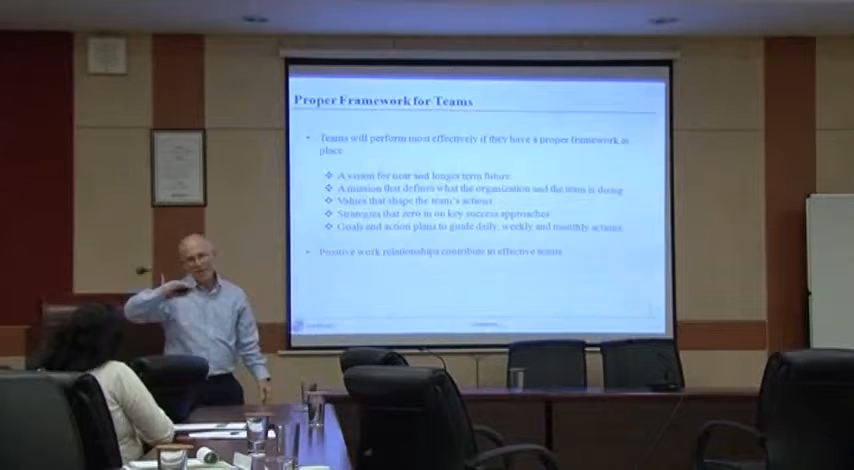 Proper Framework for Teams
• Teams will perform most effectively if they have a proper framework in
place
❖ A vision for near and longer term future
❖ A mission that defines what the organization and the team is doing
❖ Values that shape the team's actions
❖ Strategies that zero in on key success approaches
❖ Goals and action plans to guide daily, weekly and monthly actions
• Positive work relationships contribute to effective teams